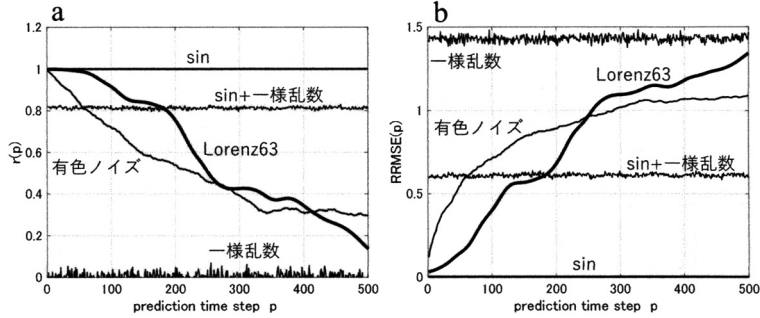 a
sin
sin+一様乱数
Lorenz63
有色ノイズ
一様乱数
r(p)
1.2
1
0.8
0.6
0.4
0.2
0
0 100 200 300 400 500
prediction time step p
b
一様乱数
Lorenz63
有色ノイズ
sin+一様乱数
sin
RRMSE(p)
1.5
1
0.5
0
0 100 200 300 400 500
prediction time step p